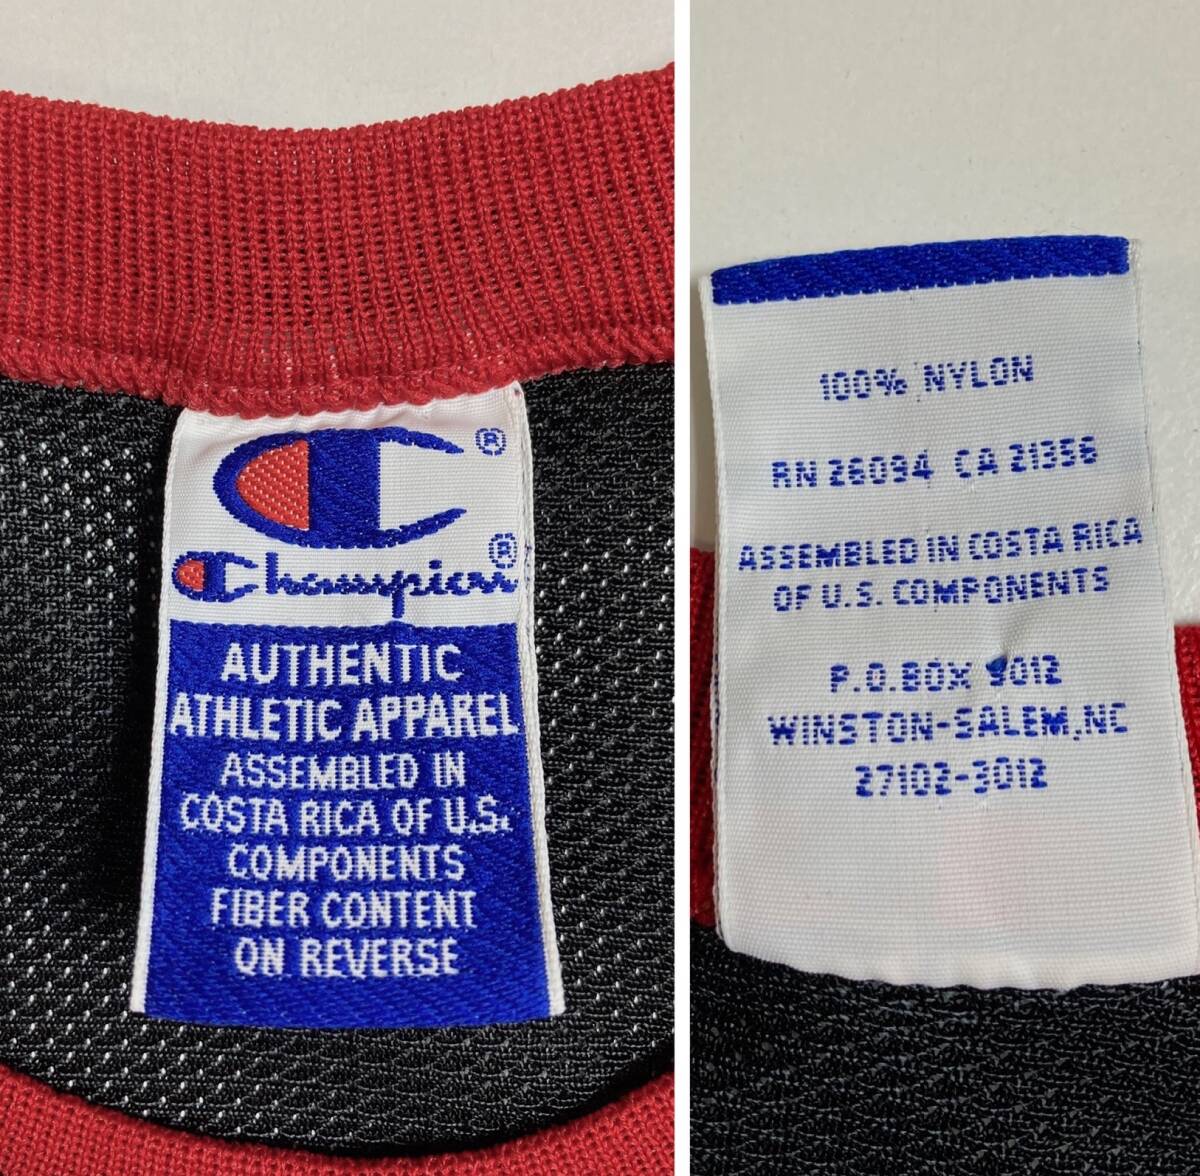 ®
Champion®
AUTHENTIC
ATHLETIC APPAREL
ASSEMBLED IN
COSTA RICA OF U.S.
COMPONENTS
FIBER CONTENT
ON REVERSE
100% NYLON
RN 26094 CA 21356
ASSEMBLED IN COSTA RICA
OF U.S. COMPONENTS
P.O.BOX 3012
WINSTON-SALEM,NC
27102-3012